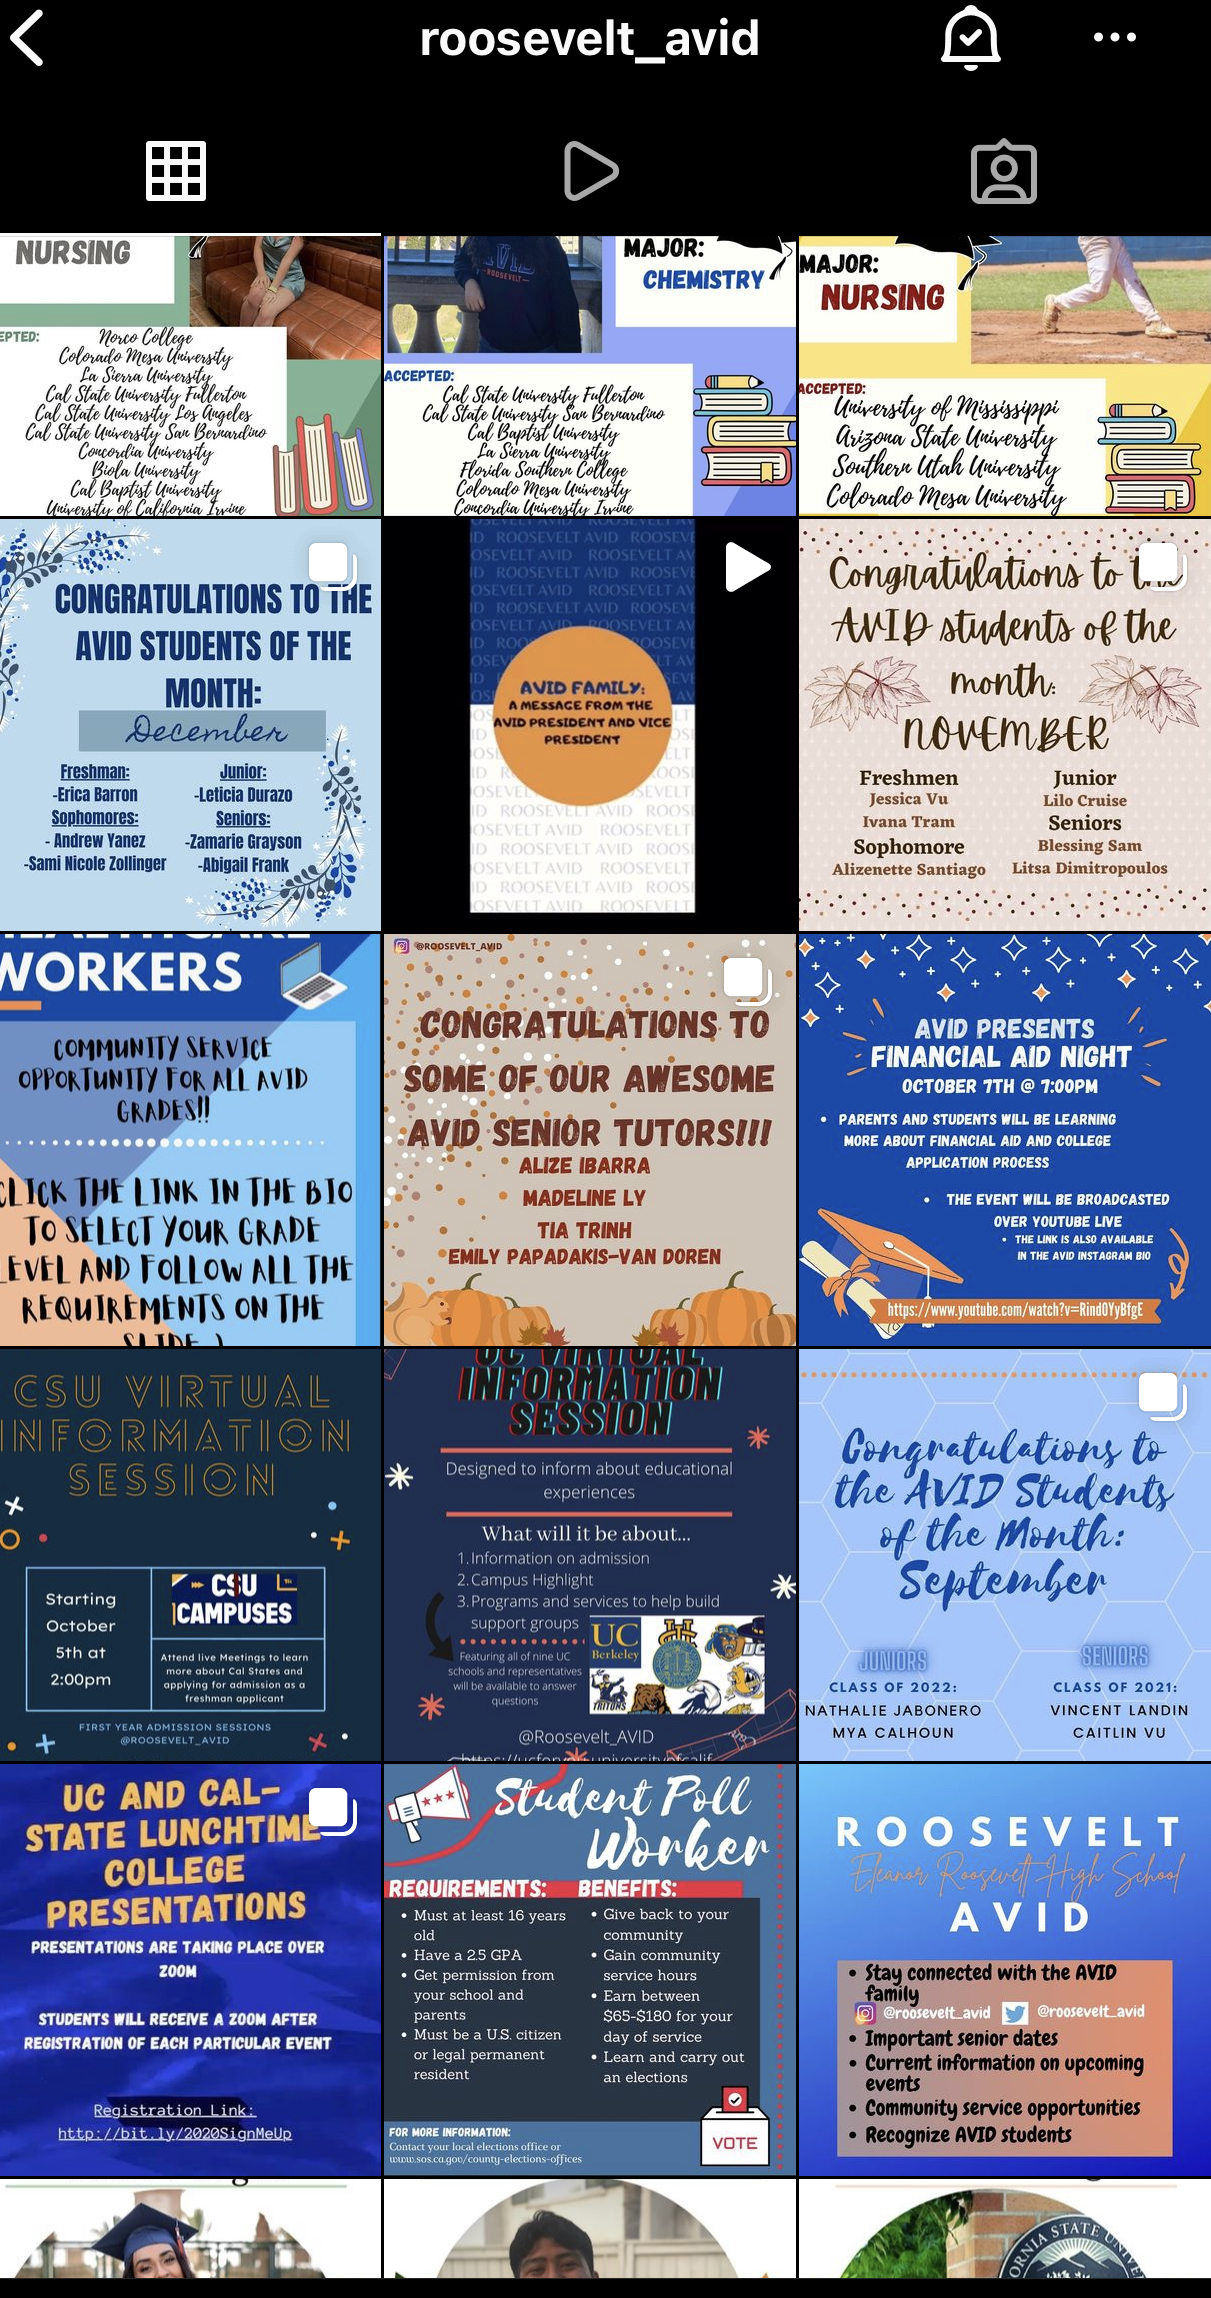 roosevelt_avid
NURSING
EPTED:
Norco College
Colorado Mesa University
La Sierra University
Cal State University Fullerton
Cal State University Los Angeles
Cal State University San Bernardino
Concordia University
Biola University
Cal Baptist University
University of California Irvine
AVID
ROOSEVELT
MAJOR:
CHEMISTRY
ACCEPTED:
Cal State University Fullerton
Cal State University San Bernardino
Cal Baptist University
La Sierra University
Florida Southern College
Colorado Mesa University
Concordia University Irvine
MAJOR:
NURSING
ACCEPTED:
University of Mississippi
Arizona State University
Southern Utah University
Colorado Mesa University
CONGRATULATIONS TO THE
AVID STUDENTS OF THE
MONTH:
December
Freshman:
-Erica Barron
Sophomores:
- Andrew Yanez
-Sami Nicole Zollinger
Junior:
-Leticia Durazo
Seniors:
-Zamarie Grayson
-Abigail Frank
ROOSEVELT AVID
AVID FAMILY:
A MESSAGE FROM THE
AVID PRESIDENT AND VICE
PRESIDENT
Congratulations to the
AVID students of the
month:
NOVEMBER
Freshmen
Jessica Vu
Ivana Tram
Sophomore
Alizenette Santiago
Junior
Lilo Cruise
Seniors
Blessing Sam
Litsa Dimitropoulos
WORKERS
COMMUNITY SERVICE
OPPORTUNITY FOR ALL AVID
GRADES!!
CLICK THE LINK IN THE BIO
TO SELECT YOUR GRADE
LEVEL AND FOLLOW ALL THE
REQUIREMENTS ON THE
SLIDE :)
@ROOSEVELT_AVID
CONGRATULATIONS TO
SOME OF OUR AWESOME
AVID SENIOR TUTORS!!!
ALIZE IBARRA
MADELINE LY
TIA TRINH
EMILY PAPADAKIS-VAN DOREN
AVID PRESENTS
FINANCIAL AID NIGHT
OCTOBER 7TH @ 7:00PM
• PARENTS AND STUDENTS WILL BE LEARNING
MORE ABOUT FINANCIAL AID AND COLLEGE
APPLICATION PROCESS
• THE EVENT WILL BE BROADCASTED
OVER YOUTUBE LIVE
• THE LINK IS ALSO AVAILABLE
IN THE AVID INSTAGRAM BIO
https://www.youtube.com/watch?v=Rind0YyBfgE
CSU VIRTUAL
INFORMATION
SESSION
Starting
October
5th at
2:00pm
CSU
CAMPUSES
Attend live Meetings to learn
more about Cal States and
applying for admission as a
freshman applicant
FIRST YEAR ADMISSION SESSIONS
@ROOSEVELT_AVID
UC VIRTUAL
INFORMATION
SESSION
Designed to inform about educational
experiences
What will it be about...
1. Information on admission
2. Campus Highlight
3. Programs and services to help build
support groups
Featuring all of nine UC
schools and representatives
will be available to answer
questions
UC
Berkeley
TRITONS
@Roosevelt_AVID
Congratulations to
the AVID Students
of the Month:
September
JUNIORS
CLASS OF 2022:
NATHALIE JABONERO
MYA CALHOUN
SENIORS
CLASS OF 2021:
VINCENT LANDIN
CAITLIN VU
UC AND CAL-
STATE LUNCHTIME
COLLEGE
PRESENTATIONS
PRESENTATIONS ARE TAKING PLACE OVER
ZOOM
STUDENTS WILL RECEIVE A ZOOM AFTER
REGISTRATION OF EACH PARTICULAR EVENT
Registration Link:
http://bit.ly/2020SignMeUp
Student Poll
Worker
REQUIREMENTS:
• Must at least 16 years
old
• Have a 2.5 GPA
• Get permission from
your school and
parents
• Must be a U.S. citizen
or legal permanent
resident
BENEFITS:
• Give back to your
community
• Gain community
service hours
• Earn between
$65-$180 for your
day of service
• Learn and carry out
an elections
FOR MORE INFORMATION:
Contact your local elections office or
www.sos.ca.gov/county-elections-offices
VOTE
ROOSEVELT
Eleanor Roosevelt High School
AVID
• Stay connected with the AVID
family
@roosevelt_avid @roosevelt_avid
• Important senior dates
• Current information on upcoming
events
• Community service opportunities
• Recognize AVID students